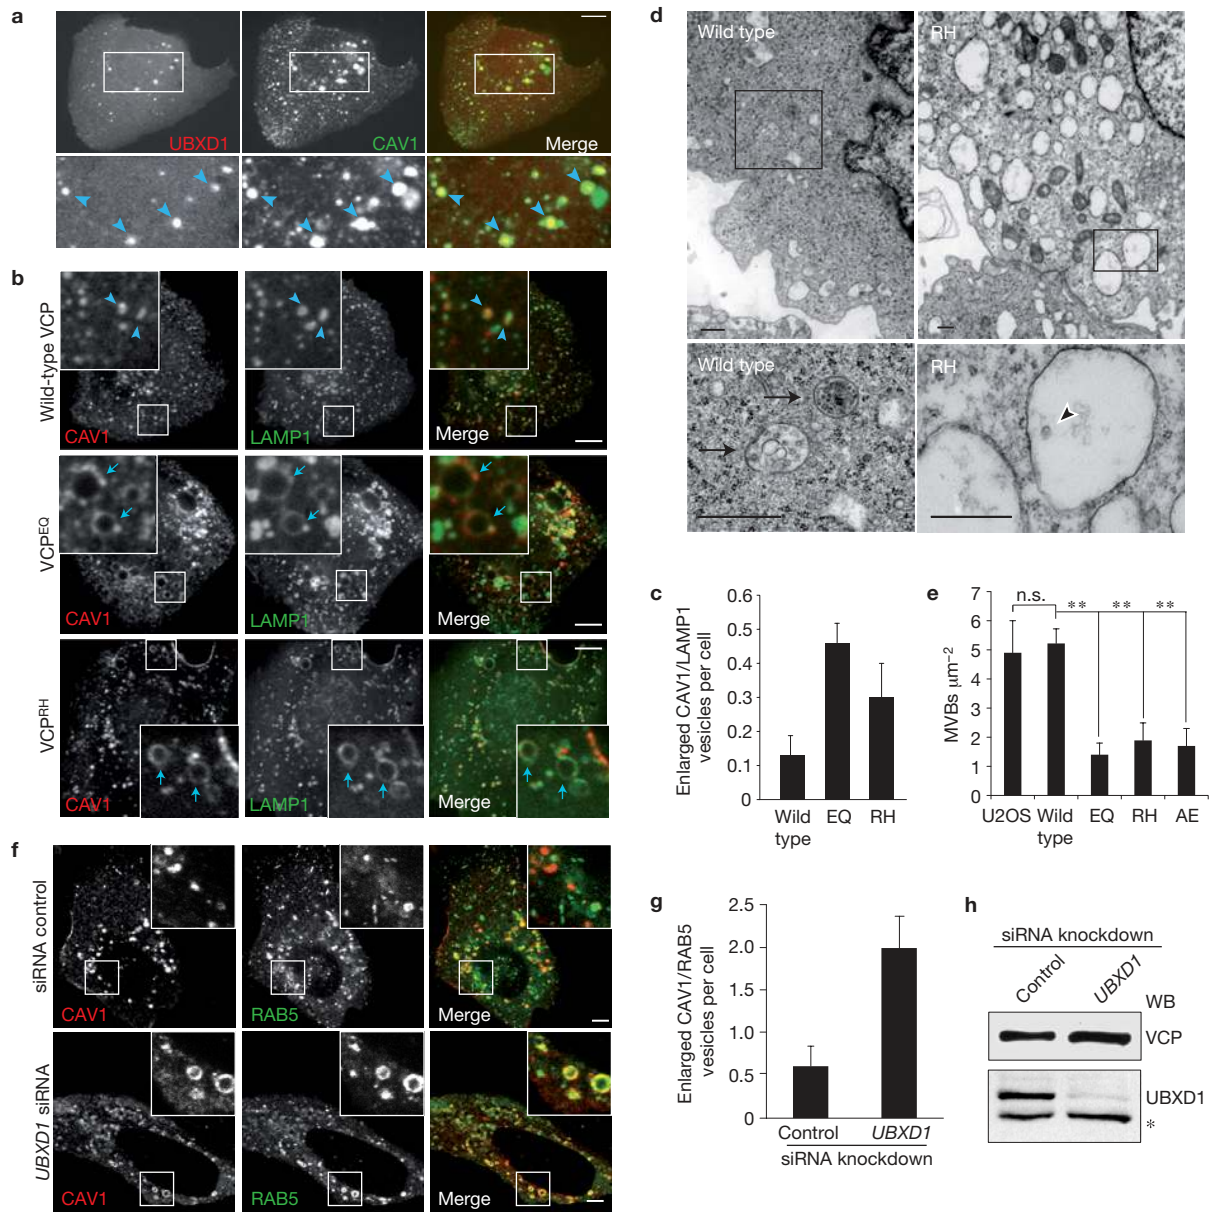 a
UBXD1
CAV1
Merge
b
Wild-type VCP
CAV1
LAMP1
Merge
VCPEQ
CAV1
LAMP1
Merge
VCPRH
CAV1
LAMP1
Merge
f
siRNA control
CAV1
RAB5
Merge
UBXD1 siRNA
CAV1
RAB5
Merge
d
Wild type
RH
Wild type
RH
c
Enlarged CAV1/LAMP1
vesicles per cell
0.6
0.5
0.4
0.3
0.2
0.1
0
Wild
type
EQ
RH
e
MVBs μm−2
7
6
5
4
3
2
1
0
n.s.
**
**
**
U2OS
Wild
type
EQ
RH
AE
g
Enlarged CAV1/RAB5
vesicles per cell
2.5
2.0
1.5
1.0
0.5
0
Control
UBXD1
siRNA knockdown
h
siRNA knockdown
Control
UBXD1
WB
VCP
UBXD1
*